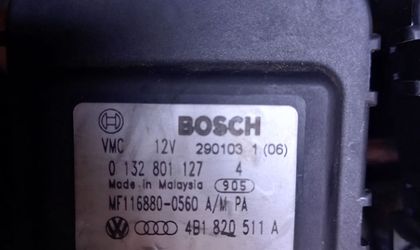 BOSCH
VMC 12V 290103 1 (06)
0 132 801 127 4
Made in Malaysia 905
MF116880-0560 A/M PA
4B1 820 511 A